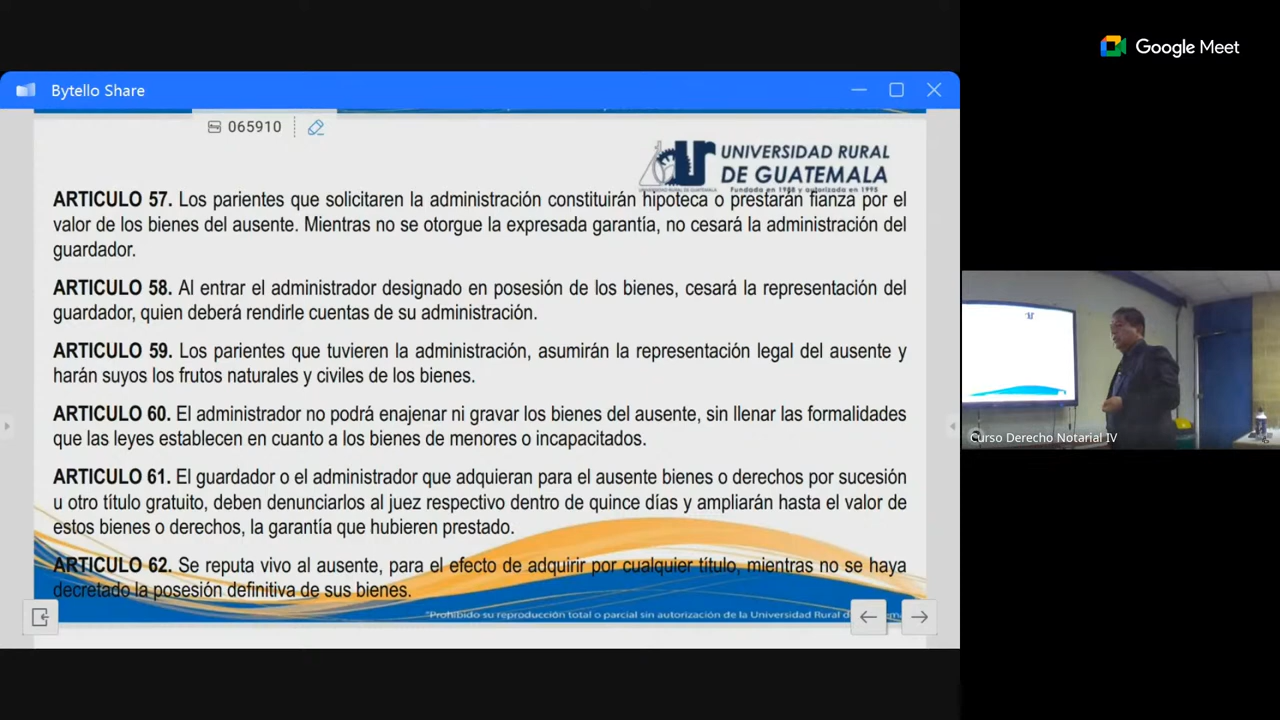 Google Meet
Bytello Share
065910
UNIVERSIDAD RURAL
DE GUATEMALA
Fundada en 1988 y autorizada en 1995
ARTICULO 57. Los parientes que solicitaren la administración constituirán hipoteca o prestarán fianza por el
valor de los bienes del ausente. Mientras no se otorgue la expresada garantía, no cesará la administración del
guardador.
ARTICULO 58. Al entrar el administrador designado en posesión de los bienes, cesará la representación del
guardador, quien deberá rendirle cuentas de su administración.
ARTICULO 59. Los parientes que tuvieren la administración, asumirán la representación legal del ausente y
harán suyos los frutos naturales y civiles de los bienes.
ARTICULO 60. El administrador no podrá enajenar ni gravar los bienes del ausente, sin llenar las formalidades
que las leyes establecen en cuanto a los bienes de menores o incapacitados.
ARTICULO 61. El guardador o el administrador que adquieran para el ausente bienes o derechos por sucesión
u otro título gratuito, deben denunciarlos al juez respectivo dentro de quince días y ampliarán hasta el valor de
estos bienes o derechos, la garantía que hubieren prestado.
ARTICULO 62. Se reputa vivo al ausente, para el efecto de adquirir por cualquier título, mientras no se haya
decretado la posesión definitiva de sus bienes.
*Prohibido su reproducción total o parcial sin autorización de la Universidad Rural
Curso Derecho Notarial IV